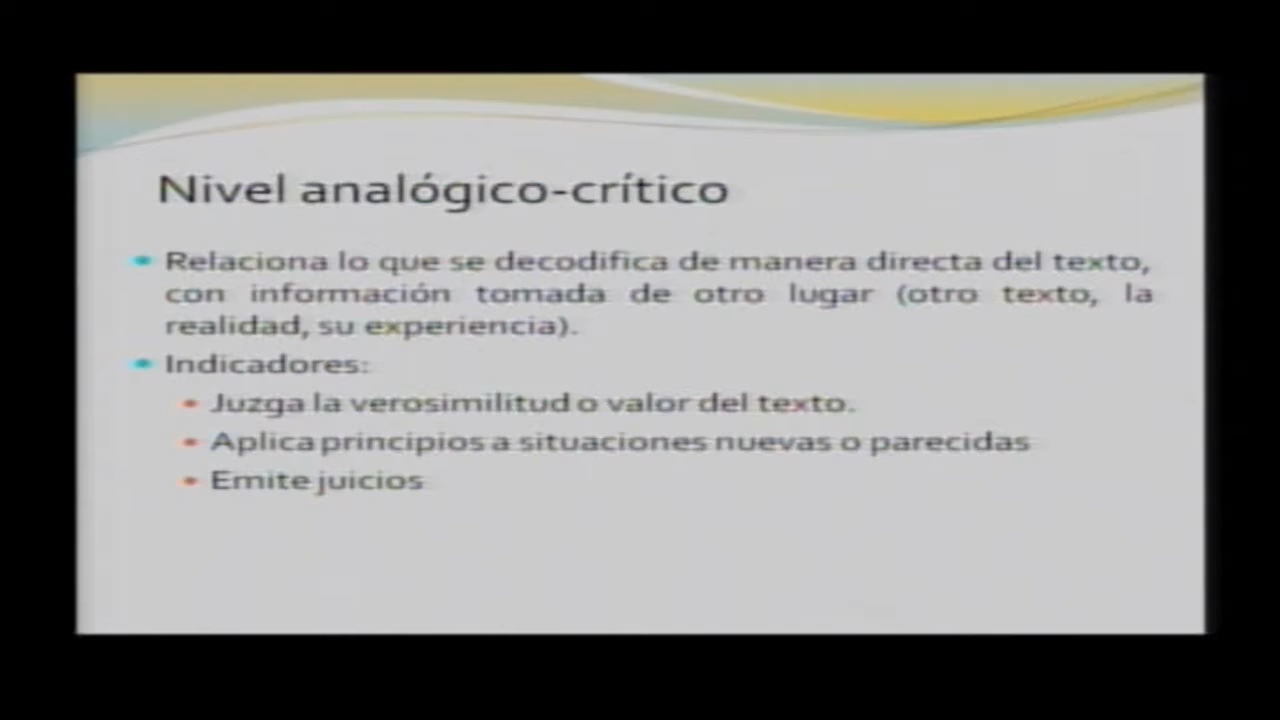 Nivel analógico-crítico
Relaciona lo que se decodifica de manera directa del texto,
con información tomada de otro lugar (otro texto, la
realidad, su experiencia).
Indicadores:
Juzga la verosimilitud o valor del texto.
Aplica principios a situaciones nuevas o parecidas
Emite juicios